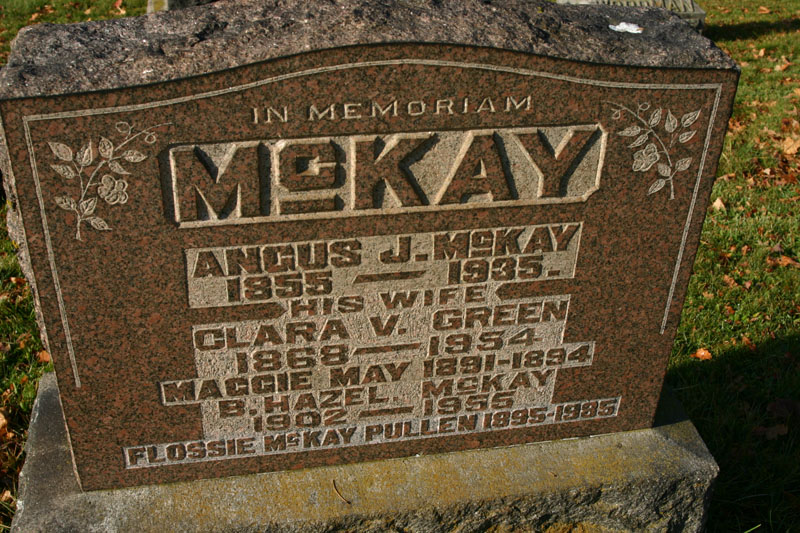 IN MEMORIAM
McKAY
ANGUS J. McKAY
1855 — 1935.
HIS WIFE
CLARA V. GREEN
1868 — 1954
MAGGIE MAY 1891-1894
B. HAZEL McKAY
1902 — 1955
FLOSSIE McKAY PULLEN 1895-1985